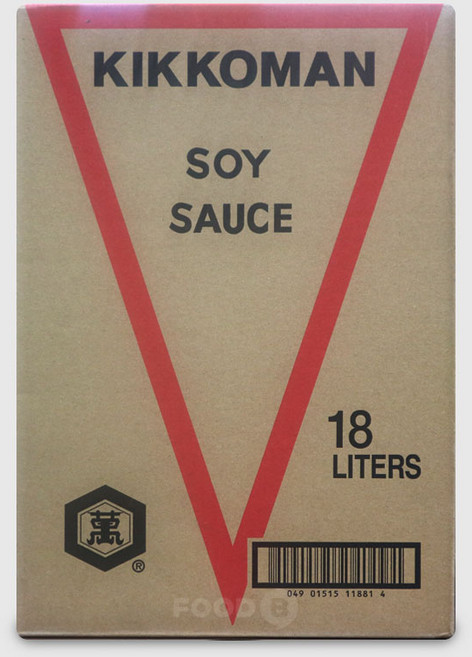 KIKKOMAN
SOY
SAUCE
18
LITERS
萬
®
049 01515 11881 4
FOOD B